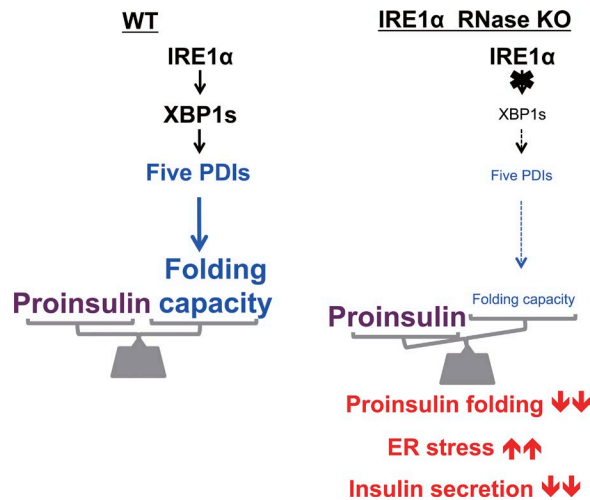 WT
IRE1α
XBP1s
Five PDIs
Folding
Proinsulin capacity
IRE1α RNase KO
IRE1α
XBP1s
Five PDIs
Folding capacity
Proinsulin
Proinsulin folding ↓↓
ER stress ↑↑
Insulin secretion ↓↓